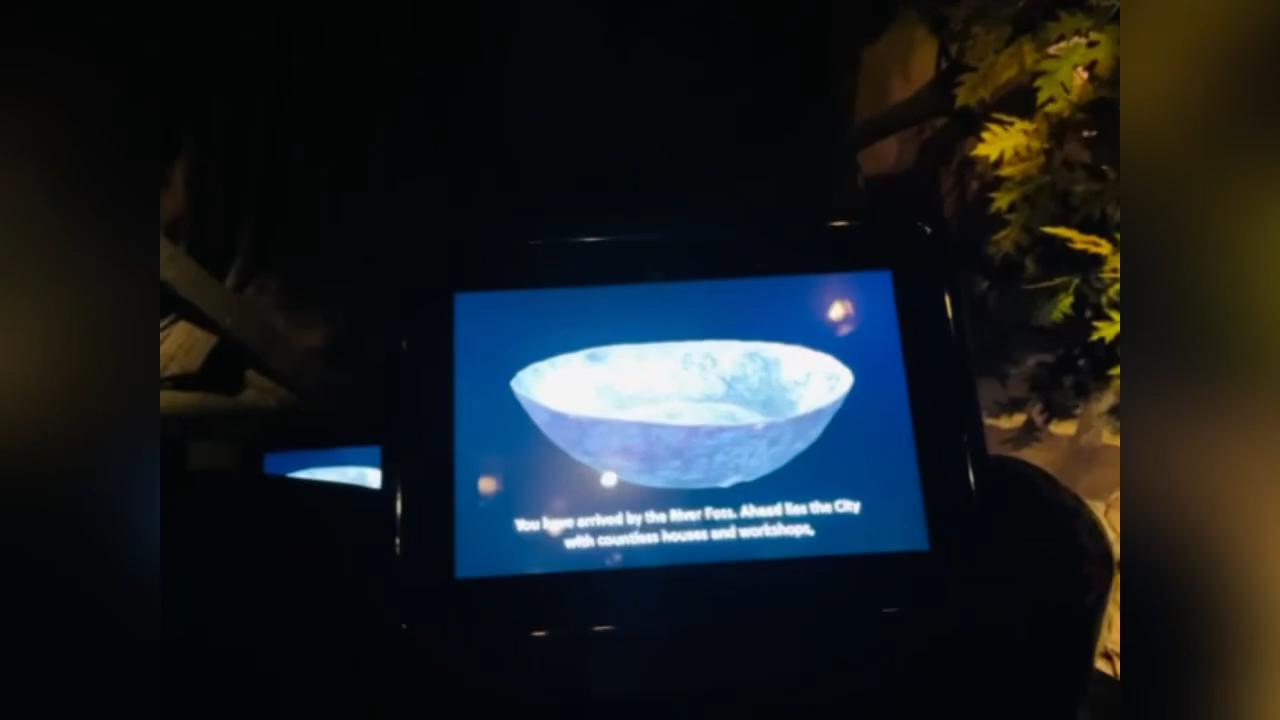 You have arrived by the River Foss. Ahead lies the City
with countless houses and workshops,